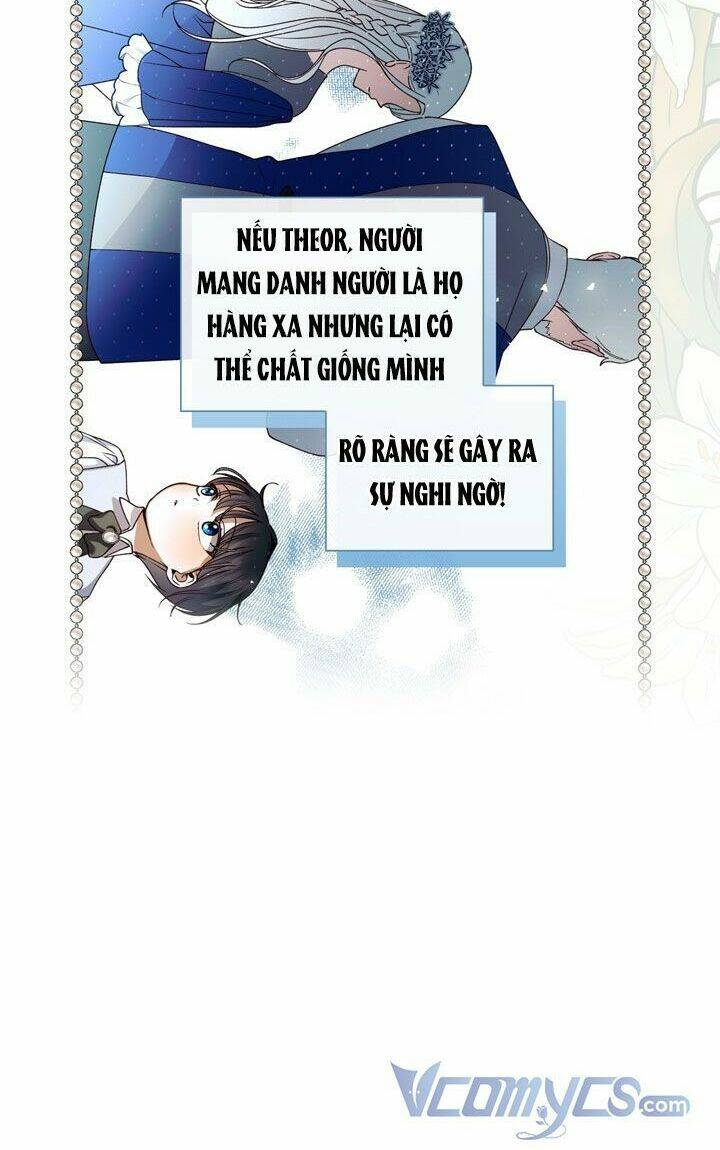 NẾU THEOR, NGƯỜI
MANG DANH NGƯỜI LÀ HỌ
HÀNG XA NHƯNG LẠI CÓ
THỂ CHẤT GIỐNG MÌNH
RÕ RÀNG SẼ GÂY RA
SỰ NGHI NGỜ!
VCOMYCS.com